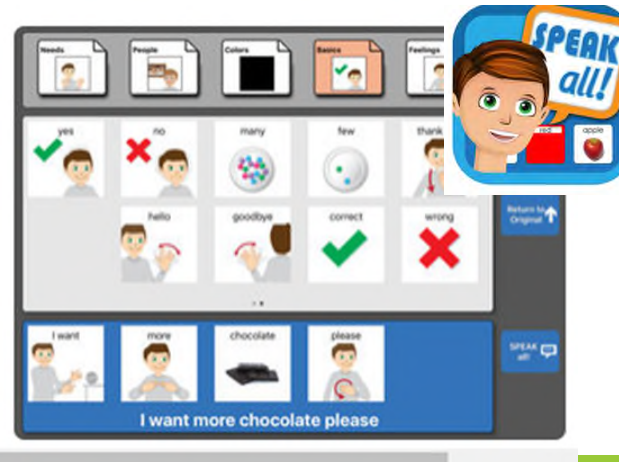 Needs People Colors Basics Feelings
SPEAK
all!
red apple
yes no many few thank
hello goodbye correct wrong
Return to
Original
I want more chocolate please
SPEAK
all!
I want more chocolate please